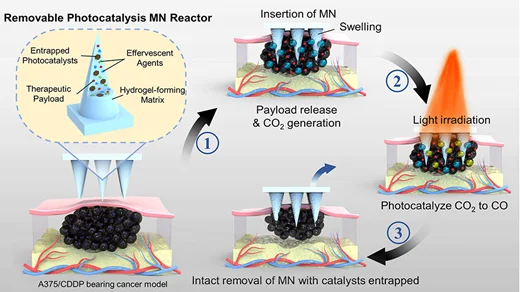 Removable Photocatalysis MN Reactor
Entrapped
Photocatalysts
Effervescent
Agents
Therapeutic
Payload
Hydrogel-forming
Matrix
A375/CDDP bearing cancer model
1
Insertion of MN
Swelling
Payload release
& CO₂ generation
2
Light irradiation
Photocatalyze CO₂ to CO
3
Intact removal of MN with catalysts entrapped